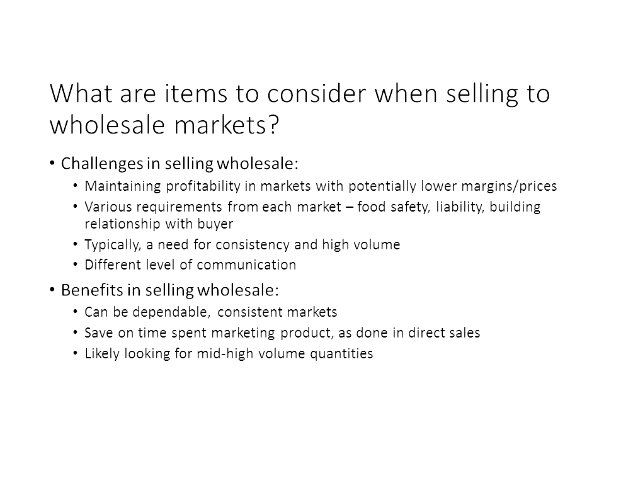 What are items to consider when selling to
wholesale markets?
• Challenges in selling wholesale:
• Maintaining profitability in markets with potentially lower margins/prices
• Various requirements from each market – food safety, liability, building
relationship with buyer
• Typically, a need for consistency and high volume
• Different level of communication
• Benefits in selling wholesale:
• Can be dependable, consistent markets
• Save on time spent marketing product, as done in direct sales
• Likely looking for mid-high volume quantities